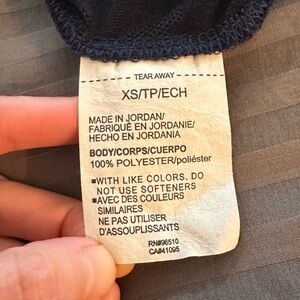 TEAR AWAY
XS/TP/ECH
MADE IN JORDAN/
FABRIQUÉ EN JORDANIE/
HECHO EN JORDANIA
BODY/CORPS/CUERPO
100% POLYESTER/poliéster
■WITH LIKE COLORS. DO
NOT USE SOFTENERS
■AVEC DES COULEURS
SIMILAIRES
NE PAS UTILISER
D'ASSOUPLISSANTS
RN#96510
CA#41095